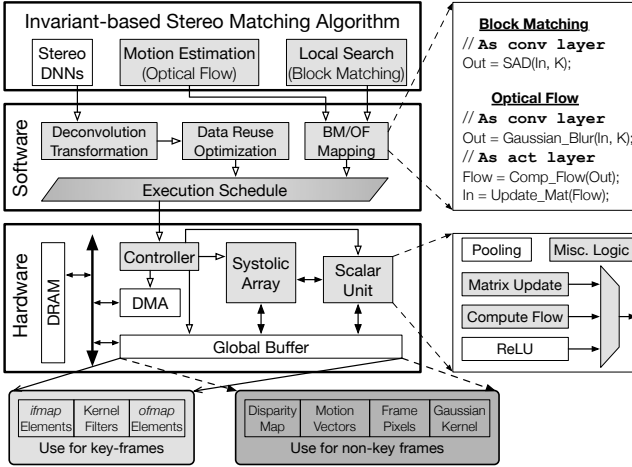 Invariant-based Stereo Matching Algorithm
Stereo
DNNs
Motion Estimation
(Optical Flow)
Local Search
(Block Matching)
Software
Deconvolution
Transformation
Data Reuse
Optimization
BM/OF
Mapping
Execution Schedule
Hardware
DRAM
Controller
DMA
Systolic
Array
Scalar
Unit
Global Buffer
ifmap
Elements
Kernel
Filters
ofmap
Elements
Use for key-frames
Disparity
Map
Motion
Vectors
Frame
Pixels
Gaussian
Kernel
Use for non-key frames
Block Matching
// As conv layer
Out = SAD(In, K);
Optical Flow
// As conv layer
Out = Gaussian_Blur(In, K);
// As act layer
Flow = Comp_Flow(Out);
In = Update_Mat(Flow);
Pooling
Misc. Logic
Matrix Update
Compute Flow
ReLU